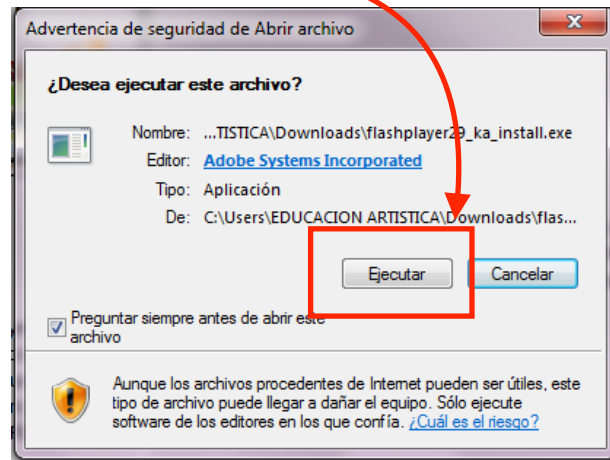 Advertencia de seguridad de Abrir archivo
¿Desea ejecutar este archivo?
Nombre: ...TISTICA\Downloads\flashplayer29_ka_install.exe
Editor: Adobe Systems Incorporated
Tipo: Aplicación
De: C:\Users\EDUCACION ARTISTICA\Downloads\flas...
Ejecutar Cancelar
Preguntar siempre antes de abrir este
archivo
Aunque los archivos procedentes de Internet pueden ser útiles, este
tipo de archivo puede llegar a dañar el equipo. Sólo ejecute
software de los editores en los que confía. ¿Cuál es el riesgo?